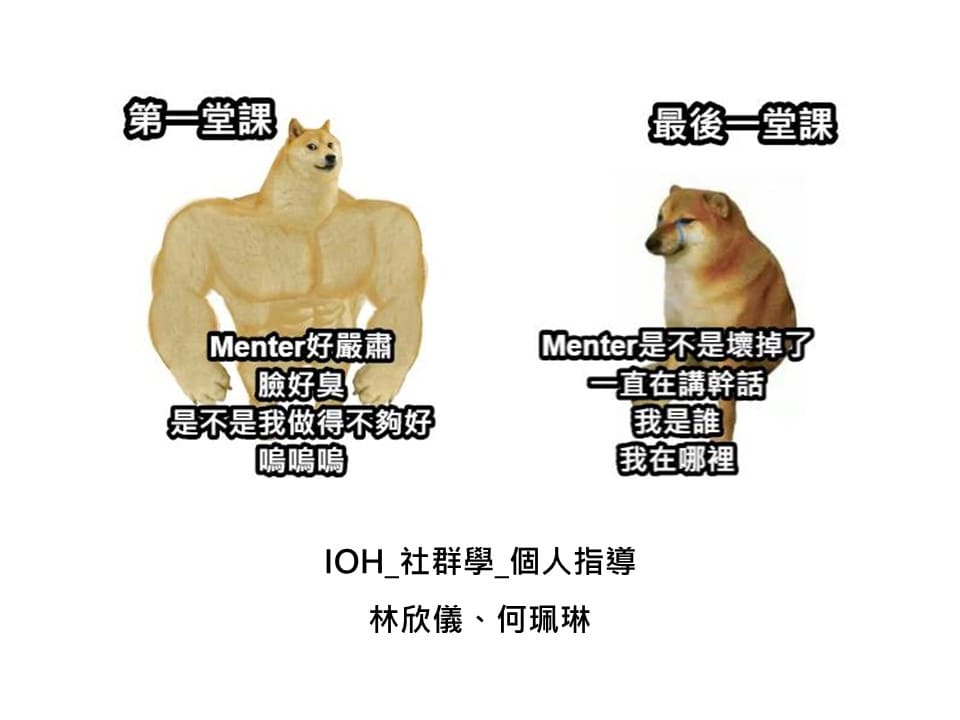 第一堂課
Menter好嚴肅
臉好臭
是不是我做得不夠好
嗚嗚嗚
最後一堂課
Menter是不是壞掉了
一直在講幹話
我是誰
我在哪裡
IOH_社群學_個人指導
林欣儀、何珮琳